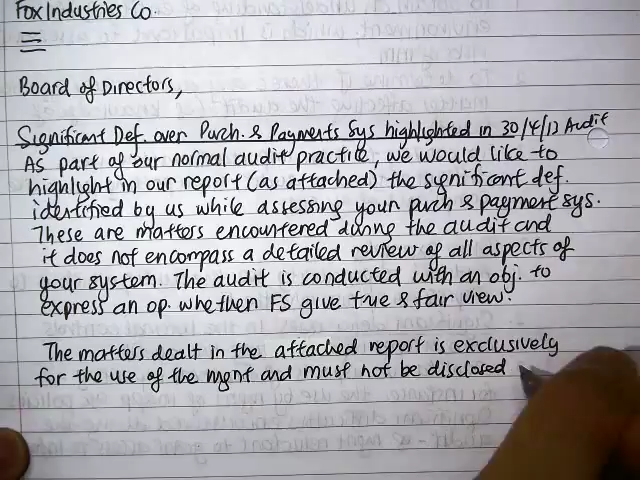 Fox Industries Co.
Board of Directors,
Significant Def. over Purch. & Payments Sys highlighted in 30/4/13 Audit
As part of our normal audit practice, we would like to
highlight in our report (as attached) the significant def.
identified by us while assessing your purch & payment sys.
These are matters encountered during the audit and
it does not encompass a detailed review of all aspects of
your system. The audit is conducted with an obj. to
express an op. whether FS give true & fair view.
The matters dealt in the attached report is exclusively
for the use of the mgnt and must not be disclosed